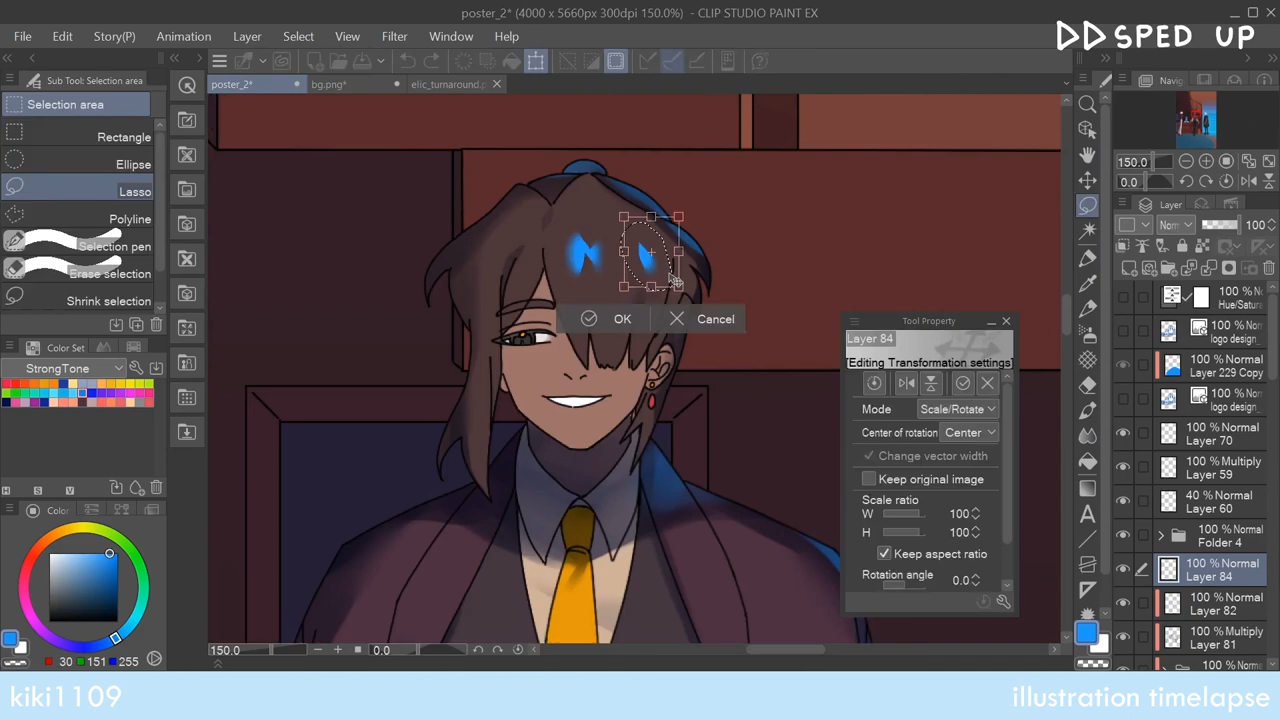 poster_2* (4000 x 5660px 300dpi 150.0%) - CLIP STUDIO PAINT EX
File Edit Story(P) Animation Layer Select View Filter Window Help
SPED UP
Sub Tool: Selection area
poster_2* bg.png* elic_turnaround.p
Navig
Selection area
Rectangle
Ellipse
Lasso
Polyline
Selection pen
Erase selection
Shrink selection
Color Set
StrongTone
H S V
Color
30 151 255
150.0
0.0
Layer
Norm 100
Hue/Satur
100 % Norm
logo design_
100 % Normal
Layer 229 Copy
100 % Norm
logo design_
100 % Normal
Layer 70
100 % Multiply
Layer 59
40 % Normal
Layer 60
100 % Norm
Folder 4
100 % Normal
Layer 84
100 % Normal
Layer 82
100 % Multiply
Layer 81
100 % Norm
OK Cancel
Tool Property
Layer 84
[Editing Transformation settings]
Mode Scale/Rotate
Center of rotation Center
Change vector width
Keep original image
Scale ratio
W 100
H 100
Keep aspect ratio
Rotation angle 0.0
150.0 0.0
kiki1109
illustration timelapse